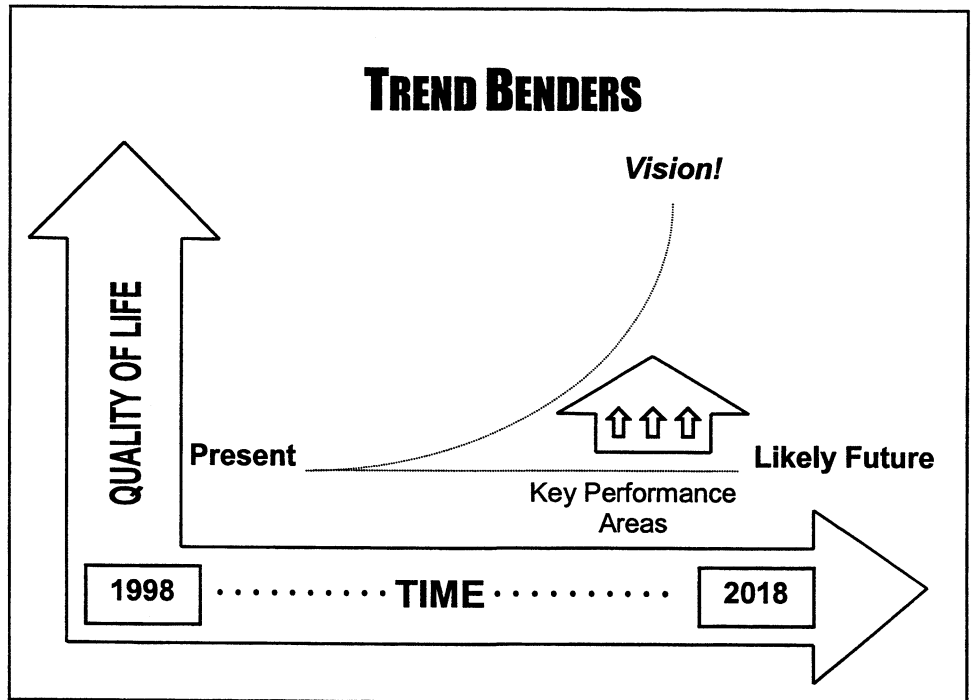 TREND BENDERS
Vision!
QUALITY OF LIFE
Present
Likely Future
Key Performance
Areas
1998
TIME
2018